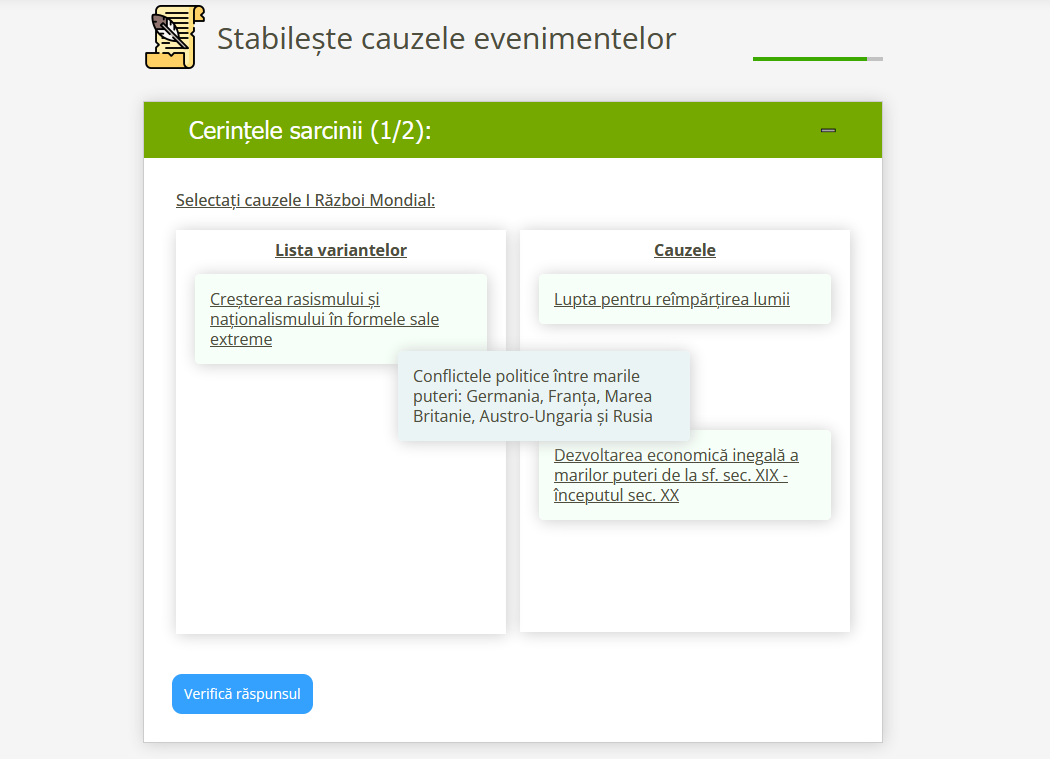 Stabilește cauzele evenimentelor
Cerințele sarcinii (1/2):
Selectați cauzele I Război Mondial:
Lista variantelor
Creșterea rasismului și
naționalismului în formele sale
extreme
Cauzele
Lupta pentru reîmpărțirea lumii
Conflictele politice între marile
puteri: Germania, Franța, Marea
Britanie, Austro-Ungaria și Rusia
Dezvoltarea economică inegală a
marilor puteri de la sf. sec. XIX -
începutul sec. XX
Verifică răspunsul